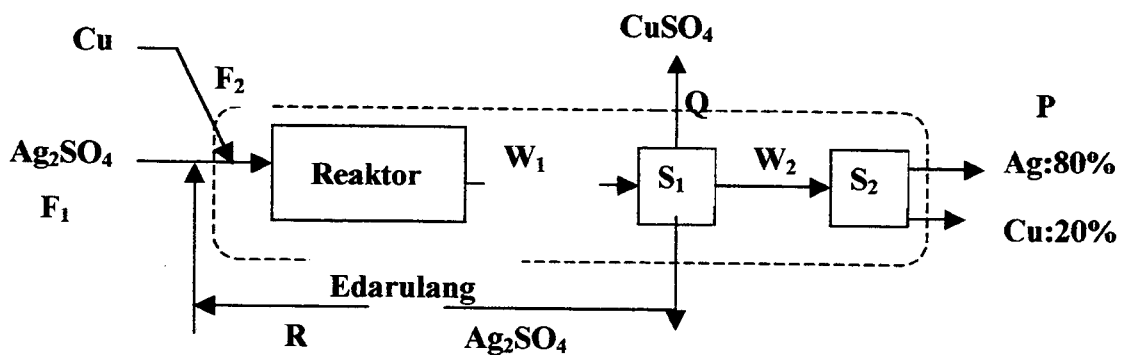 CuSO₄
Cu
F₂
Q
P
Ag₂SO₄
F₁
Reaktor
W₁
S₁
W₂
S₂
Ag:80%
Cu:20%
Edarulang
R
Ag₂SO₄